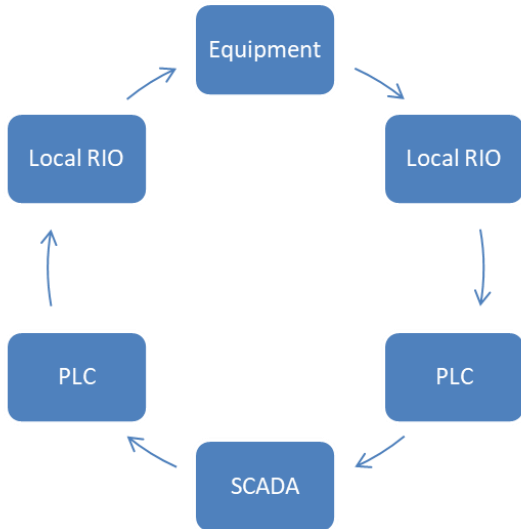 Equipment
Local RIO
Local RIO
PLC
PLC
SCADA